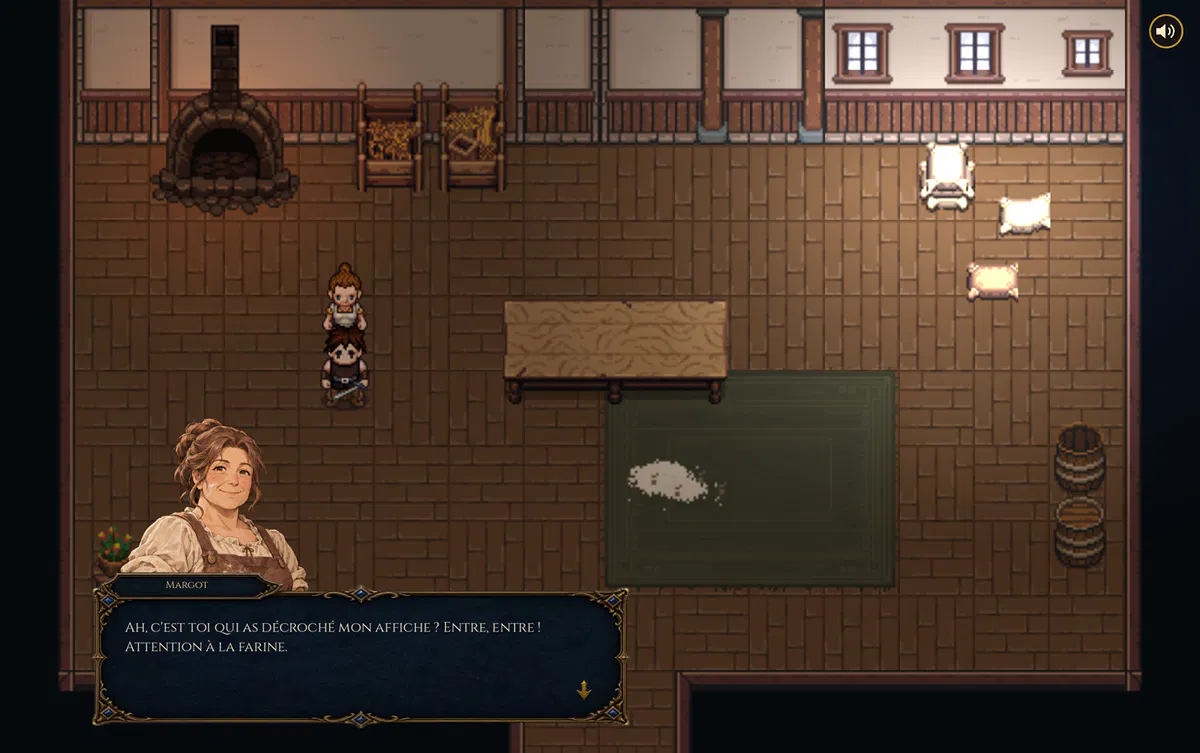 Margot
Ah, c'est toi qui as décroché mon affiche ? Entre, entre !
Attention à la farine.